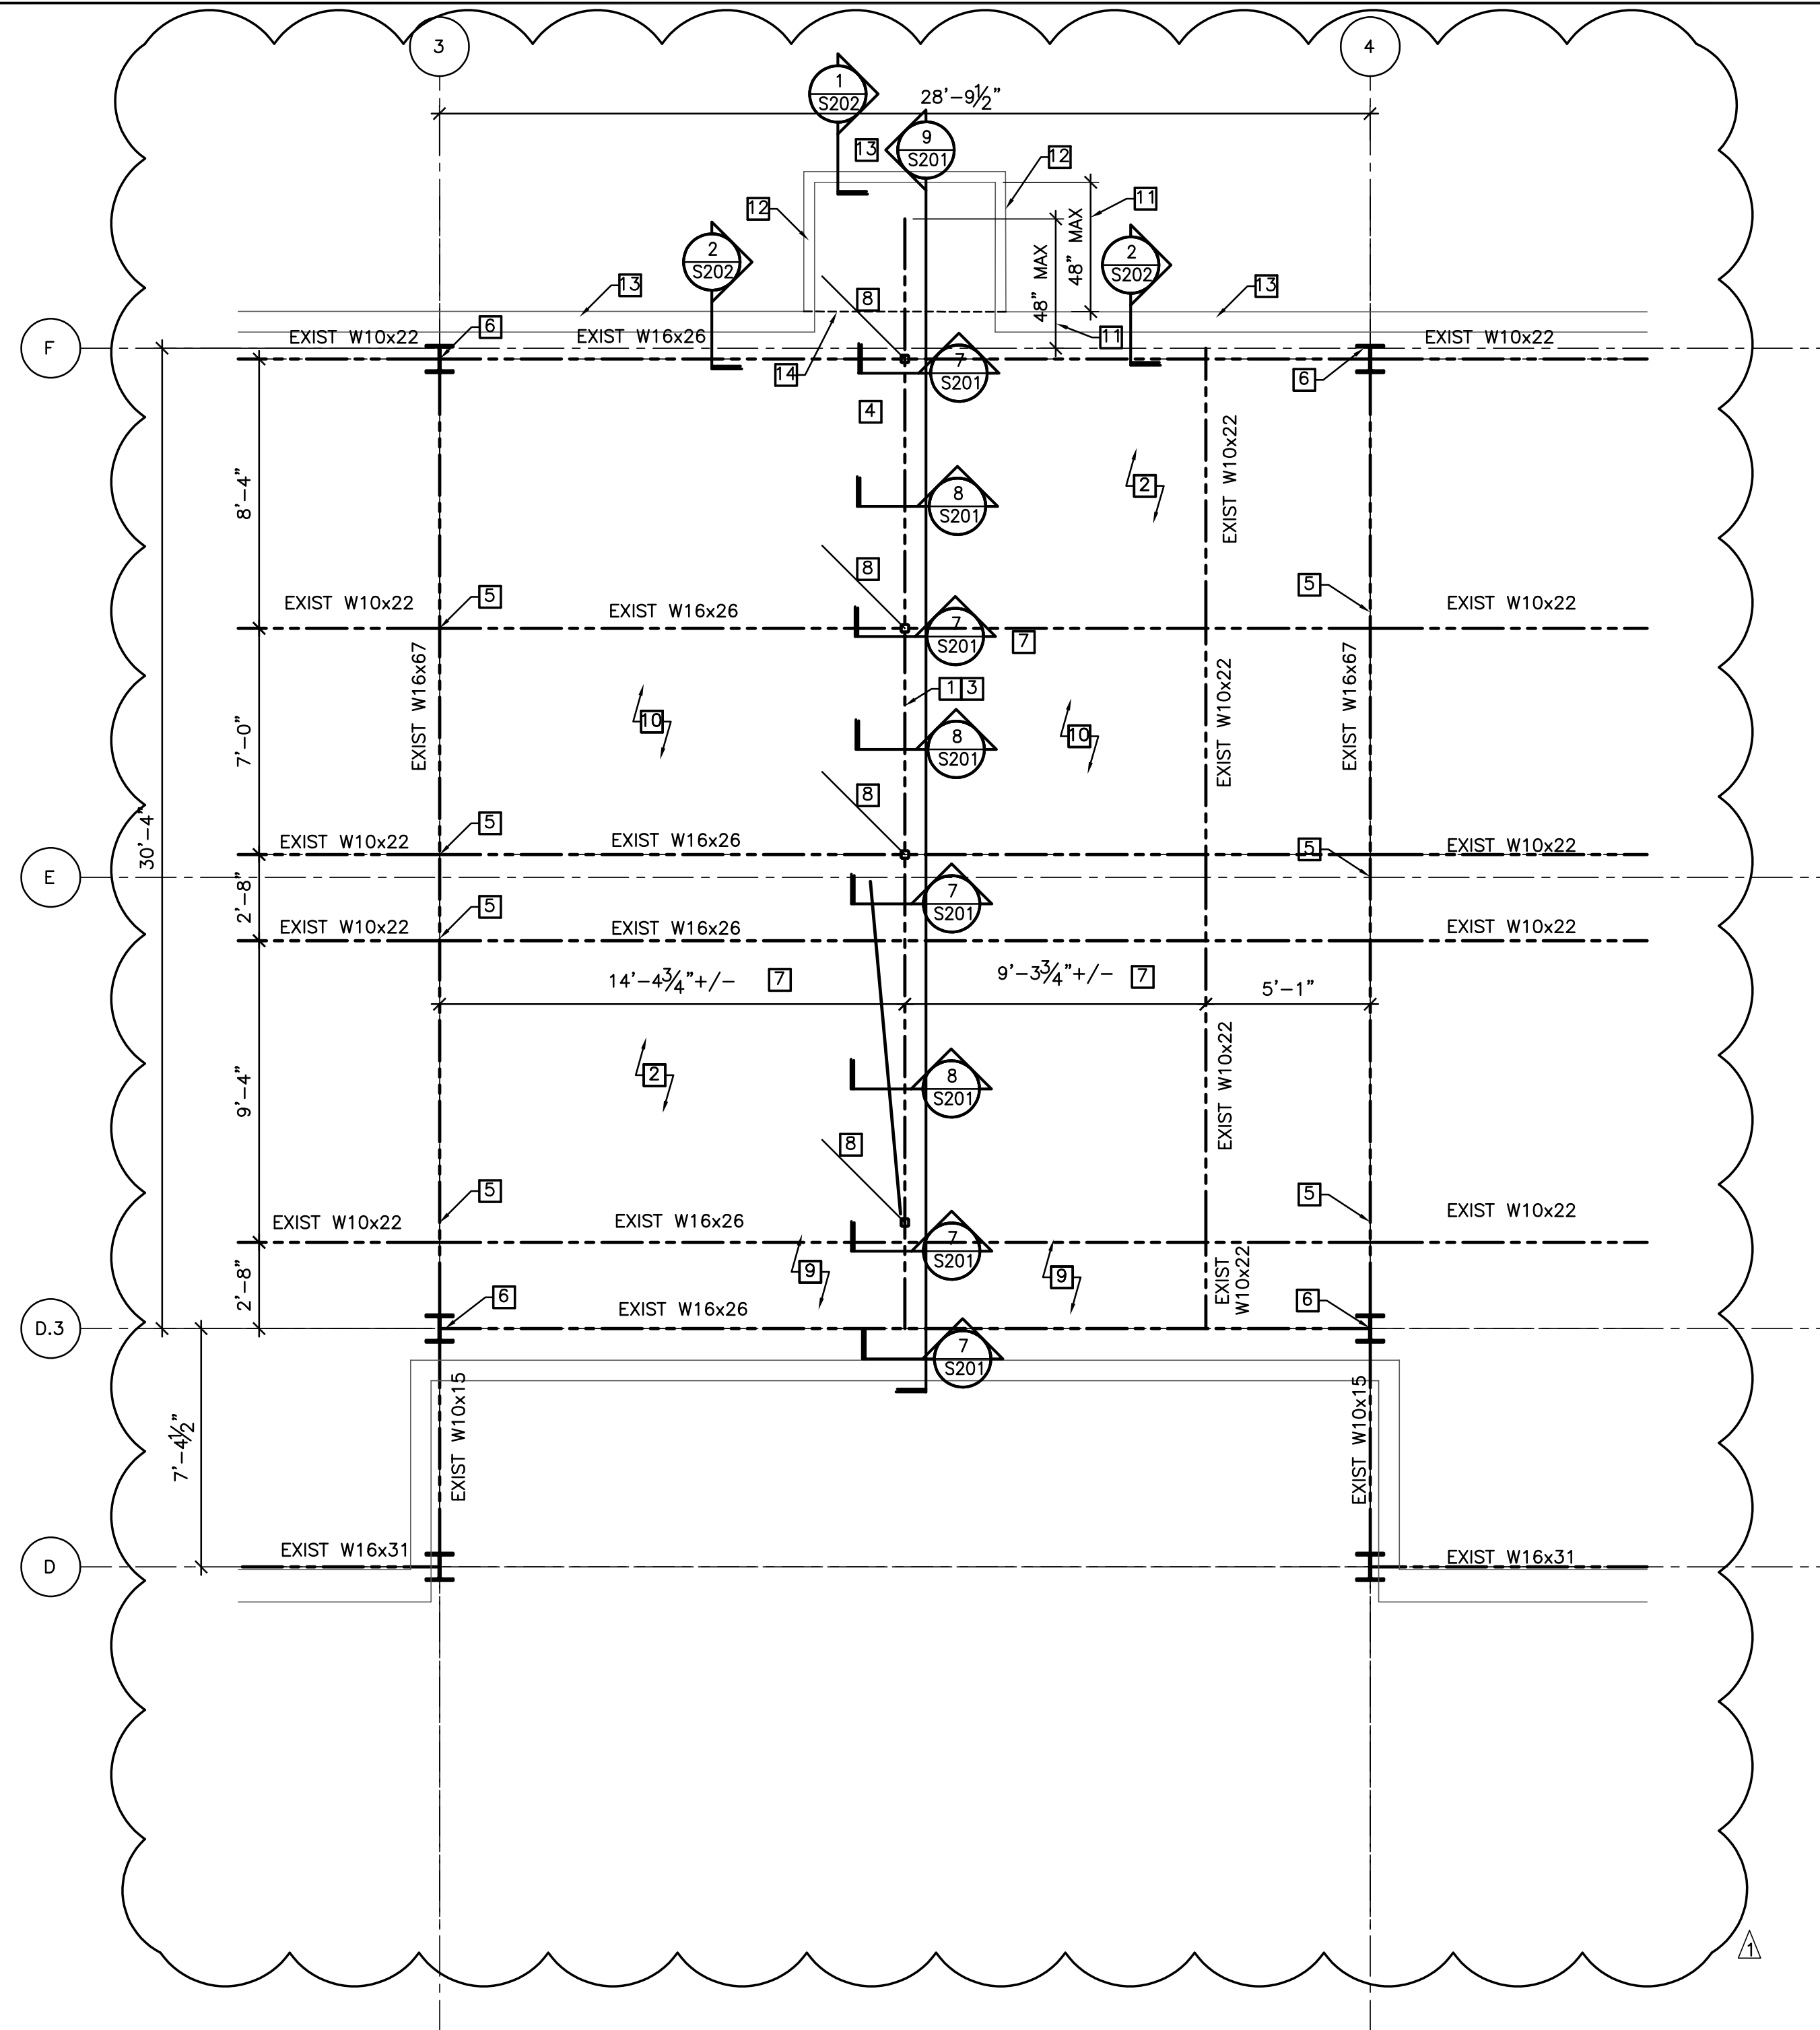 3
4
1
S202
28'-9½"
9
S201
13
12
12
11
48" MAX
48" MAX
2
S202
2
S202
13
13
8
11
F
EXIST W10x22
6
EXIST W16x26
EXIST W10x22
14
7
S201
6
4
8'-4"
EXIST W10x22
2
8
S201
8
5
5
EXIST W10x22
EXIST W16x26
EXIST W10x22
7
S201
7
EXIST W16x67
1 3
EXIST W10x22
EXIST W16x67
10
10
7'-0"
8
S201
8
30'-4"
5
EXIST W10x22
EXIST W16x26
5
EXIST W10x22
E
2'-8"
7
S201
5
EXIST W10x22
EXIST W16x26
EXIST W10x22
14'-4¾"+/-
7
9'-3¾"+/-
7
5'-1"
9'-4"
2
8
S201
EXIST W10x22
8
5
5
EXIST W10x22
EXIST W16x26
EXIST W10x22
7
S201
9
9
2'-8"
EXIST
W10x22
6
EXIST W16x26
6
D.3
7
S201
7'-4½"
EXIST W10x15
EXIST W10x15
EXIST W16x31
EXIST W16x31
D
1